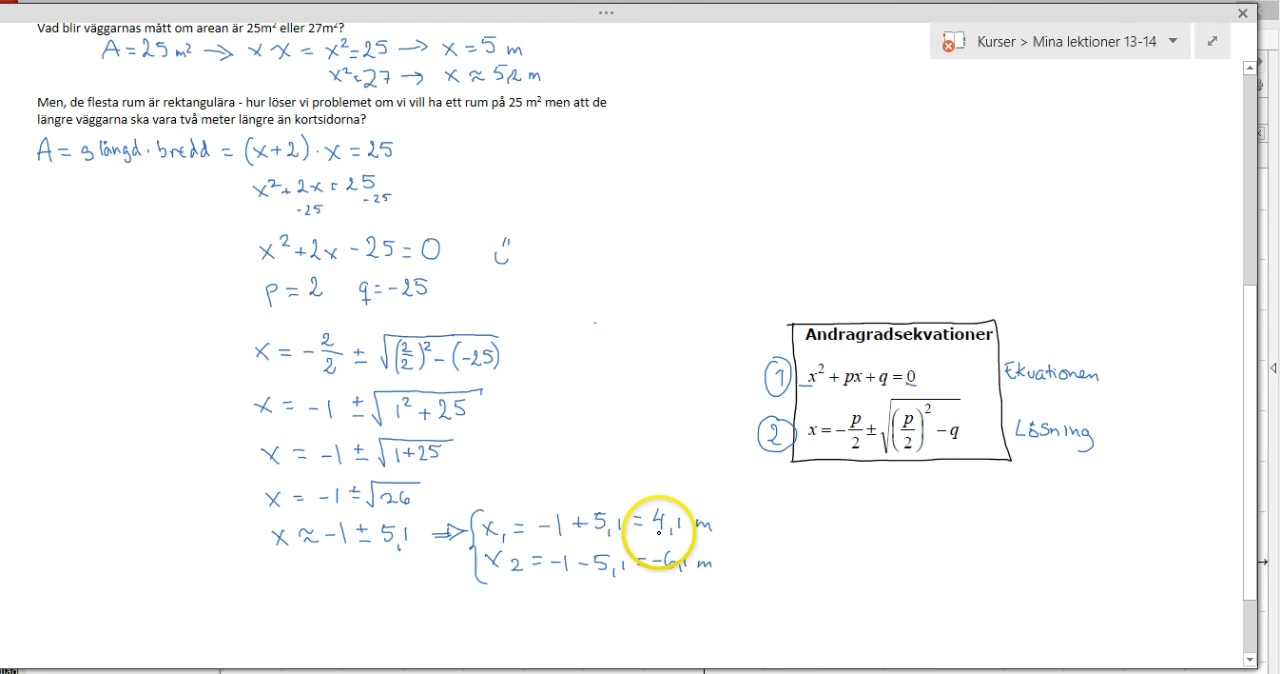 Vad blir väggarnas mått om arean är 25m² eller 27m²?
Kurser > Mina lektioner 13-14
A = 25 m² → x · x = x² = 25 → x = 5 m
x² = 27 → x ≈ 5,2 m
Men, de flesta rum är rektangulära - hur löser vi problemet om vi vill ha ett rum på 25 m² men att de
längre väggarna ska vara två meter längre än kortsidorna?
A = längd · bredd = (x+2) · x = 25
x² + 2x = 25
-25 -25
x² + 2x - 25 = 0
p = 2 q = -25
x = -2/2 ± √((2/2)² - (-25))
x = -1 ± √(1² + 25)
x = -1 ± √(1+25)
x = -1 ± √26
x ≈ -1 ± 5,1 ⇒ { x₁ = -1 + 5,1 = 4,1 m
x₂ = -1 - 5,1 = -6,1 m
Andragradsekvationer
1 x² + px + q = 0 Ekvationen
2 x = -p/2 ± √((p/2)² - q) Lösning